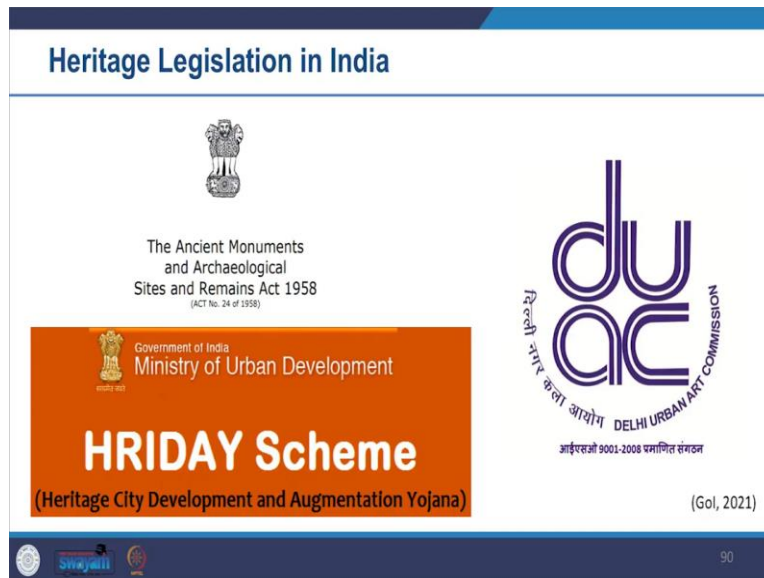 Heritage Legislation in India
The Ancient Monuments
and Archaeological
Sites and Remains Act 1958
(ACT No. 24 of 1958)
Government of India
Ministry of Urban Development
HRIDAY Scheme
(Heritage City Development and Augmentation Yojana)
duac
दिल्ली नगर कला आयोग DELHI URBAN ART COMMISSION
आईएसओ 9001-2008 प्रमाणित संगठन
(GoI, 2021)
swayam
90